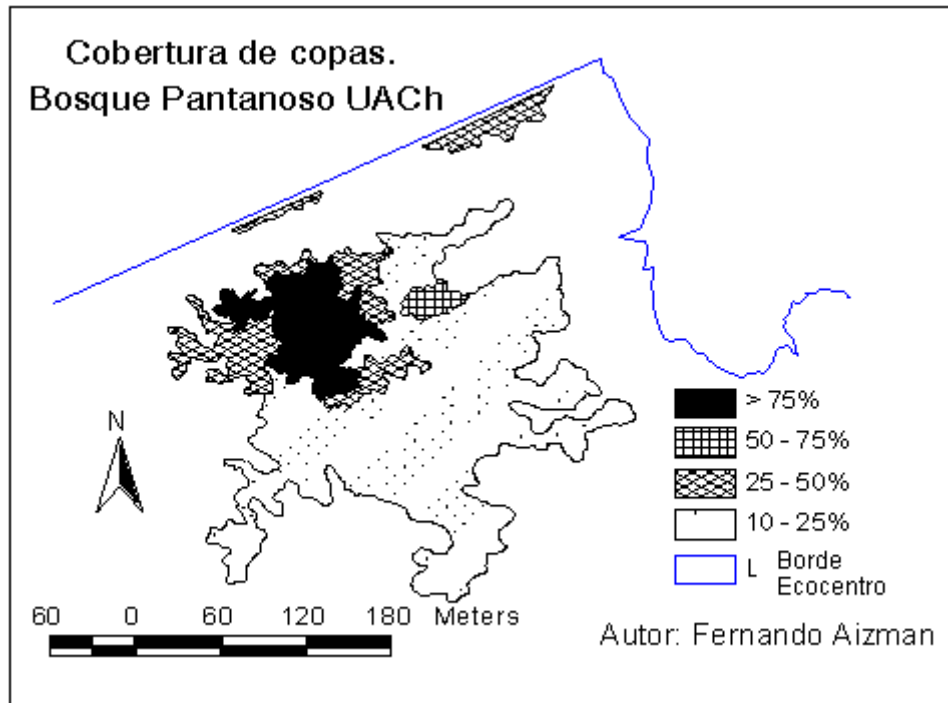 Cobertura de copas.
Bosque Pantanoso UACh
N
> 75%
50 - 75%
25 - 50%
10 - 25%
L Borde
Ecocentro
60 0 60 120 180 Meters
Autor: Fernando Aizman